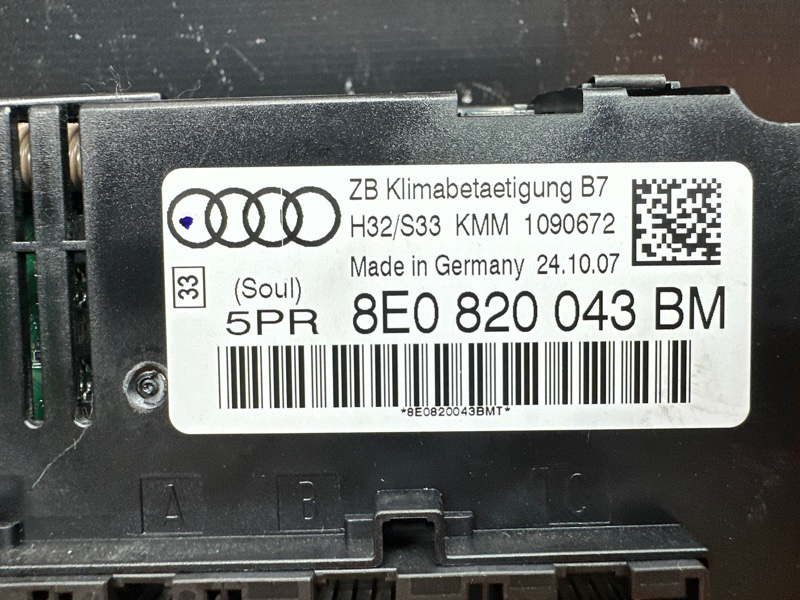 ZB Klimabetaetigung B7
H32/S33 KMM 1090672
Made in Germany 24.10.07
33
(Soul)
5PR 8E0 820 043 BM
*8E0820043BMT*
A B C